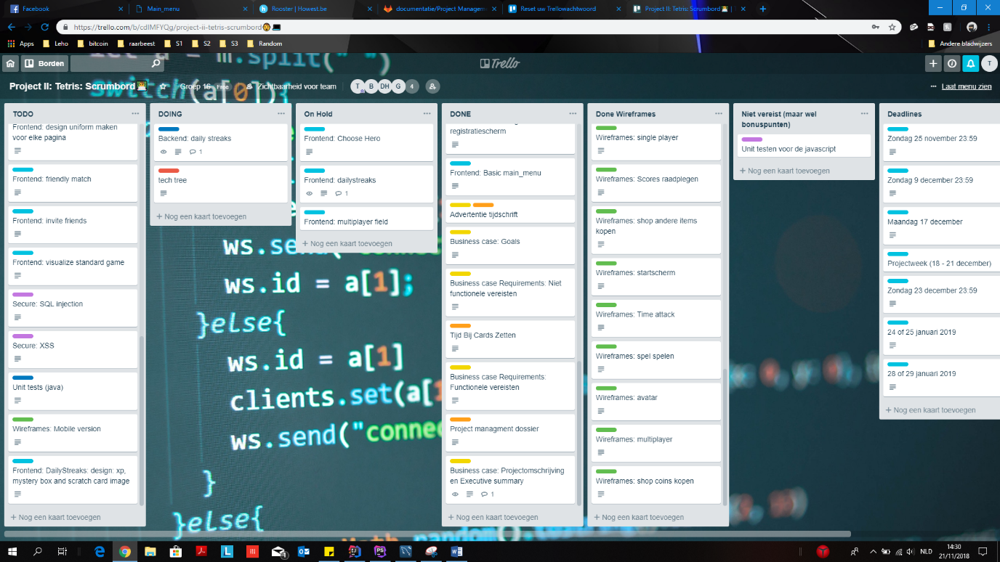 Facebook
Main_menu
Rooster | Howest.be
documentatie/Project Managem
Reset uw Trellowachtwoord
Project II: Tetris: Scrumbord
https://trello.com/b/cdIMFYQg/project-ii-tetris-scrumbord
Apps Leho bitcoin raarbeest S1 S2 S3 Random Andere bladwijzers
Borden
Trello
T
Project II: Tetris: Scrumbord
Groep 16 Free
Zichtbaarheid voor team
T B DH G 4
Laat menu zien
TODO
Frontend: design uniform maken
voor elke pagina
Frontend: friendly match
Frontend: invite friends
Frontend: visualize standard game
Secure: SQL injection
Secure: XSS
Unit tests (java)
Wireframes: Mobile version
Frontend: DailyStreaks: design: xp,
mystery box and scratch card image
+ Nog een kaart toevoegen
DOING
Backend: daily streaks
1
tech tree
+ Nog een kaart toevoegen
On Hold
Frontend: Choose Hero
Frontend: dailystreaks
1
Frontend: multiplayer field
+ Nog een kaart toevoegen
DONE
registratiescherm
Frontend: Basic main_menu
Advertentie tijdschrift
Business case: Goals
Business case Requirements: Niet
functionele vereisten
Tijd Bij Cards Zetten
Business case Requirements:
Functionele vereisten
Project managment dossier
Business case: Projectomschrijving
en Executive summary
1
+ Nog een kaart toevoegen
Done Wireframes
Wireframes: single player
Wireframes: Scores raadplegen
Wireframes: shop andere items
kopen
Wireframes: startscherm
Wireframes: Time attack
Wireframes: spel spelen
Wireframes: avatar
Wireframes: multiplayer
Wireframes: shop coins kopen
+ Nog een kaart toevoegen
Niet vereist (maar wel
bonuspunten)
Unit testen voor de javascript
+ Nog een kaart toevoegen
Deadlines
Zondag 25 november 23:59
Zondag 9 december 23:59
Maandag 17 december
Projectweek (18 - 21 december)
Zondag 23 december 23:59
24 of 25 januari 2019
28 of 29 januari 2019
+ Nog een kaart toevoegen
let a = m.split(" ")
switch(a[0]){
ws.send("connec
ws.id = a[1];
}else{
ws.id = a[1]
clients.set(a[1
ws.send("connec
}
}else{
NLD
14:30
21/11/2018